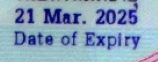 21 Mar. 2025
Date of Expiry